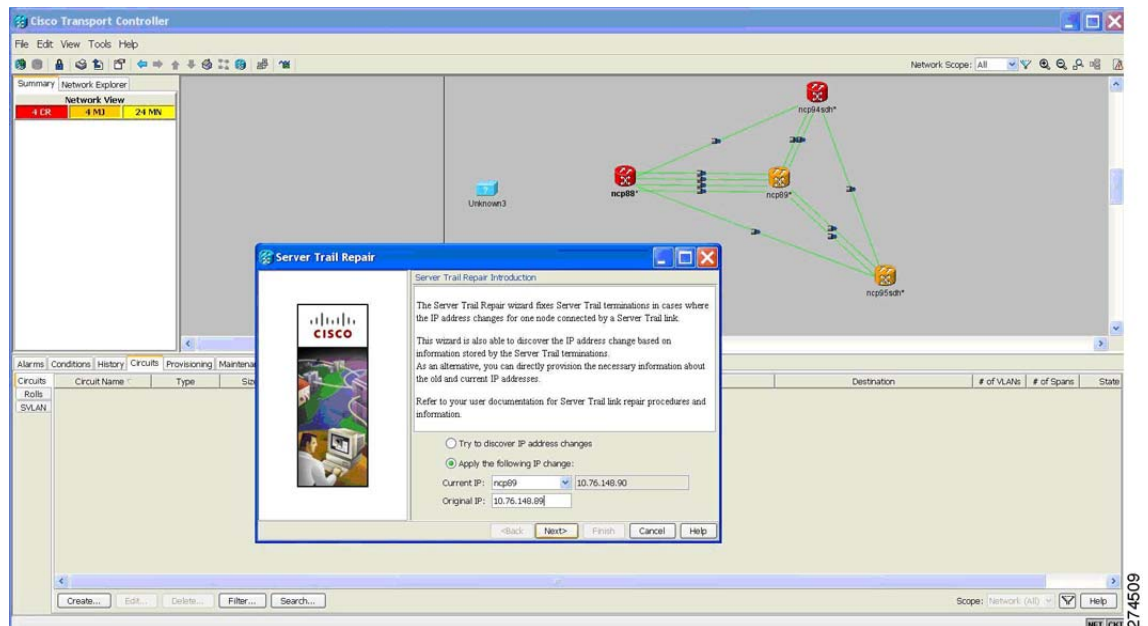 Cisco Transport Controller
File Edit View Tools Help
Network Scope: All
Summary Network Explorer
Network View
4 CR 4 MJ 24 MN
ncp94sdh*
ncp88*
ncp89*
Unknown3
ncp95sdh*
Server Trail Repair
Server Trail Repair Introduction
CISCO
The Server Trail Repair wizard fixes Server Trail terminations in cases where
the IP address changes for one node connected by a Server Trail link.
This wizard is also able to discover the IP address change based on
information stored by the Server Trail terminations.
As an alternative, you can directly provision the necessary information about
the old and current IP addresses.
Refer to your user documentation for Server Trail link repair procedures and
information.
Try to discover IP address changes
Apply the following IP change:
Current IP: ncp89 10.76.148.90
Original IP: 10.76.148.89
<Back Next> Finish Cancel Help
Alarms Conditions History Circuits Provisioning Maintena
Circuits Circuit Name Type Siz Destination # of VLANs # of Spans State
Rolls
SVLAN
Create... Edit... Delete... Filter... Search... Scope: Network (All) Help
NET CKT
274509